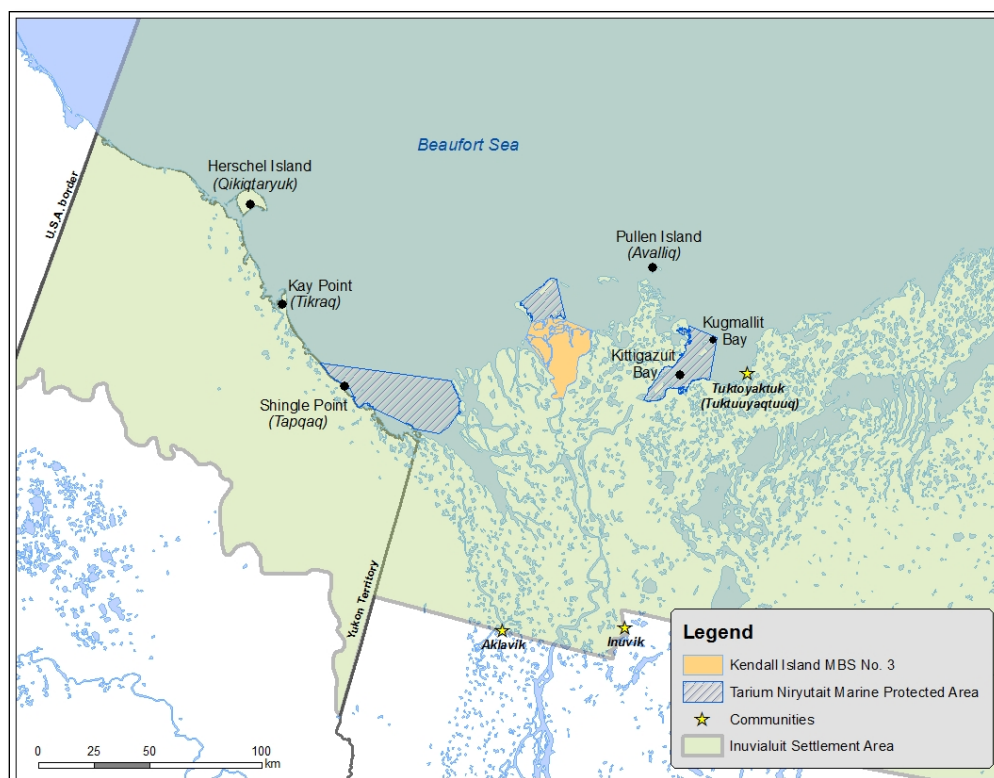 Beaufort Sea
Herschel Island
(Qikiqtaryuk)
U.S.A. border
Pullen Island
(Avalliq)
Kay Point
(Tikraq)
Kugmallit
Bay
Kittigazuit
Bay
Tuktoyaktuk
(Tuktuuyaqtuuq)
Shingle Point
(Tapqaq)
Yukon Territory
Aklavik
Inuvik
Legend
Kendall Island MBS No. 3
Tarium Niryutait Marine Protected Area
Communities
Inuvialuit Settlement Area
0 25 50 100
km